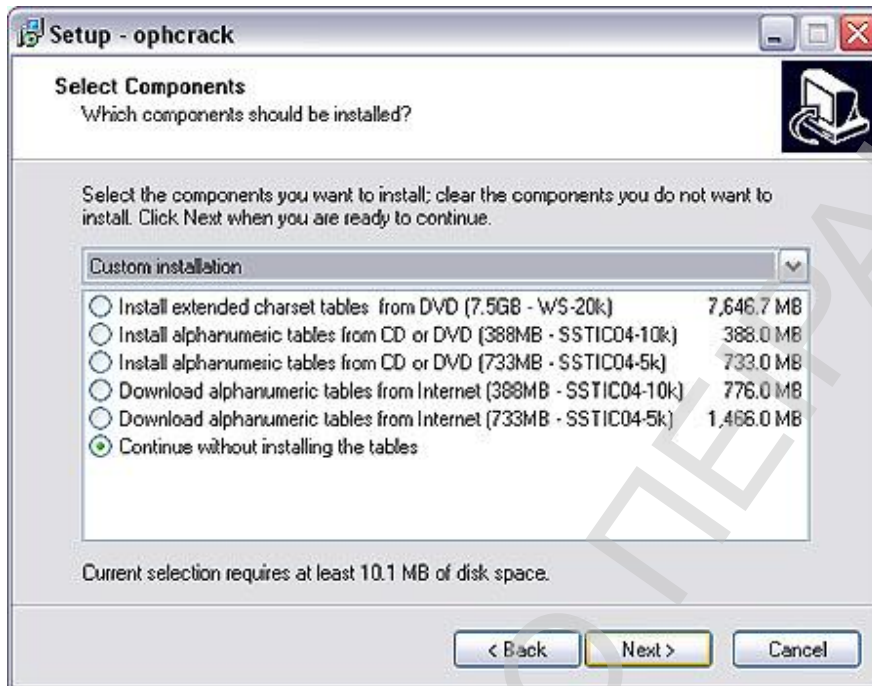 Setup - ophcrack
Select Components
Which components should be installed?
Select the components you want to install; clear the components you do not want to
install. Click Next when you are ready to continue.
Custom installation
Install extended charset tables from DVD (7.5GB - WS-20k) 7,646.7 MB
Install alphanumeric tables from CD or DVD (388MB - SSTIC04-10k) 388.0 MB
Install alphanumeric tables from CD or DVD (733MB - SSTIC04-5k) 733.0 MB
Download alphanumeric tables from Internet (388MB - SSTIC04-10k) 776.0 MB
Download alphanumeric tables from Internet (733MB - SSTIC04-5k) 1,466.0 MB
Continue without installing the tables
Current selection requires at least 10.1 MB of disk space.
< Back Next > Cancel